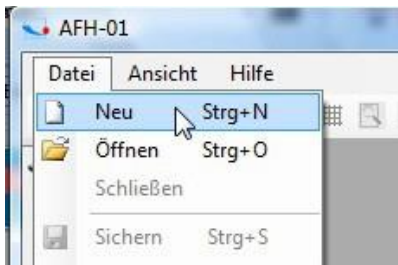 AFH-01
Datei Ansicht Hilfe
Neu Strg+N
Öffnen Strg+O
Schließen
Sichern Strg+S